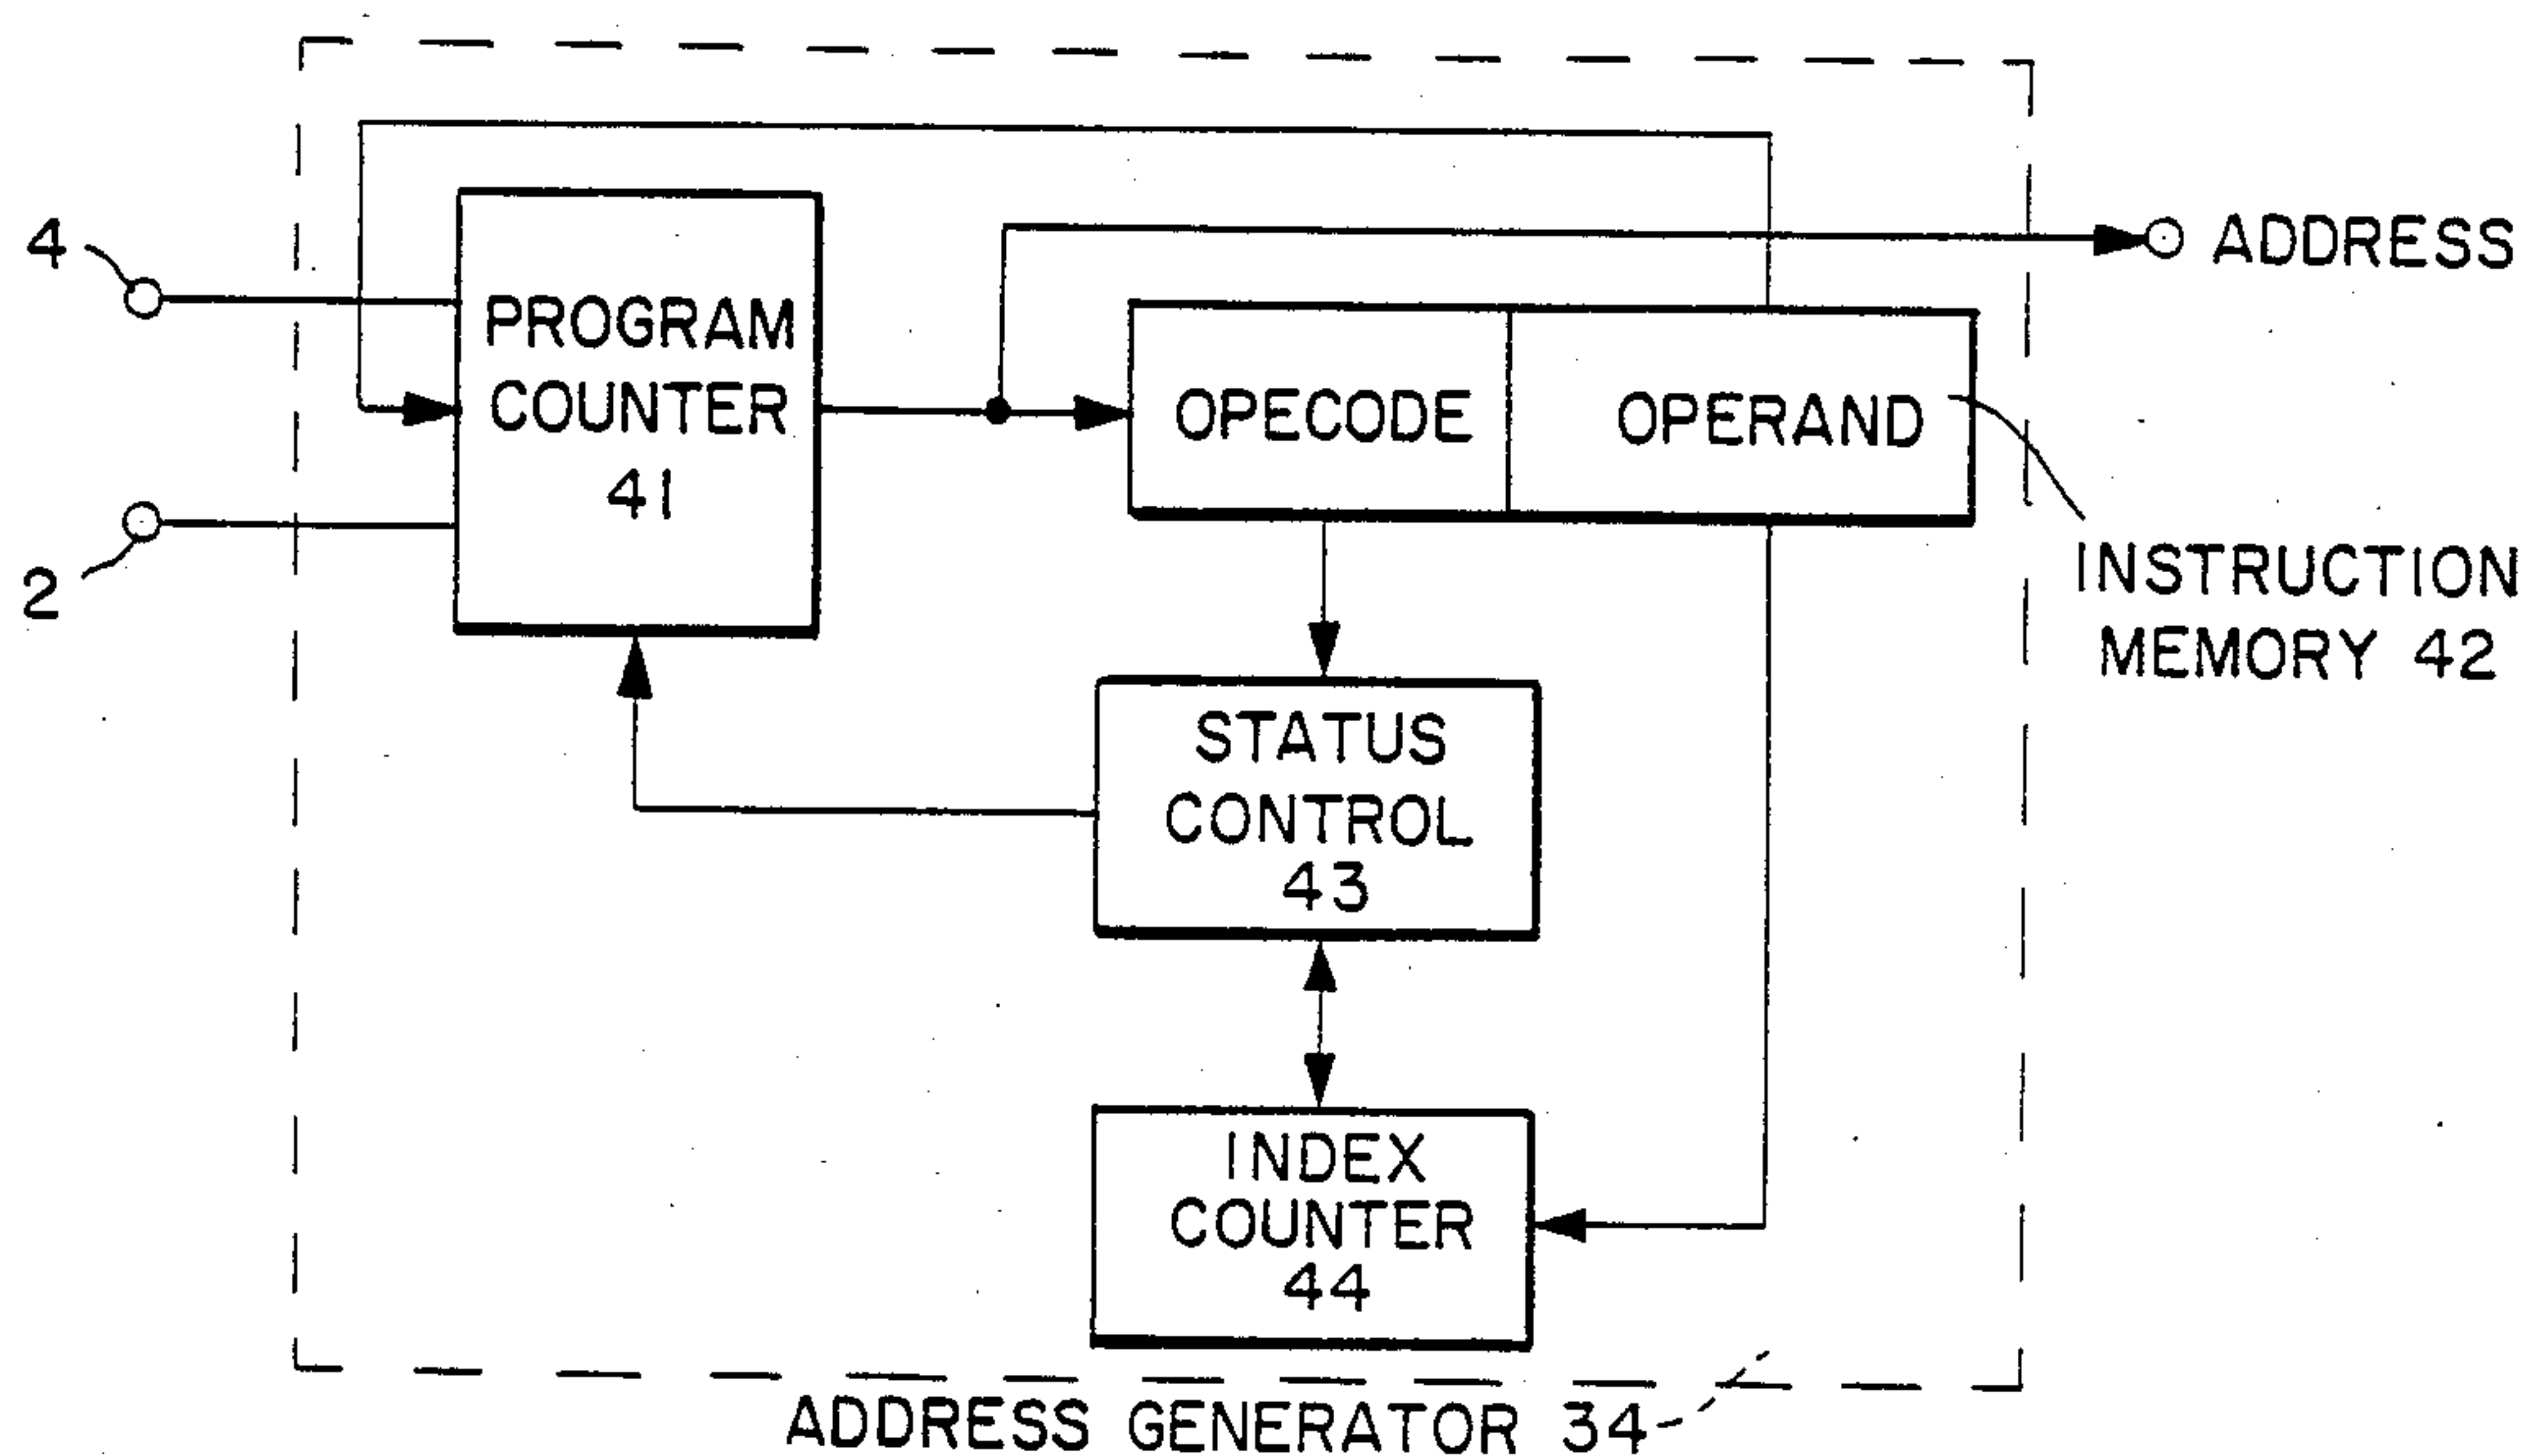 4
2
PROGRAM
COUNTER
41
ADDRESS
OPECODE
OPERAND
INSTRUCTION
MEMORY 42
STATUS
CONTROL
43
INDEX
COUNTER
44
ADDRESS GENERATOR 34